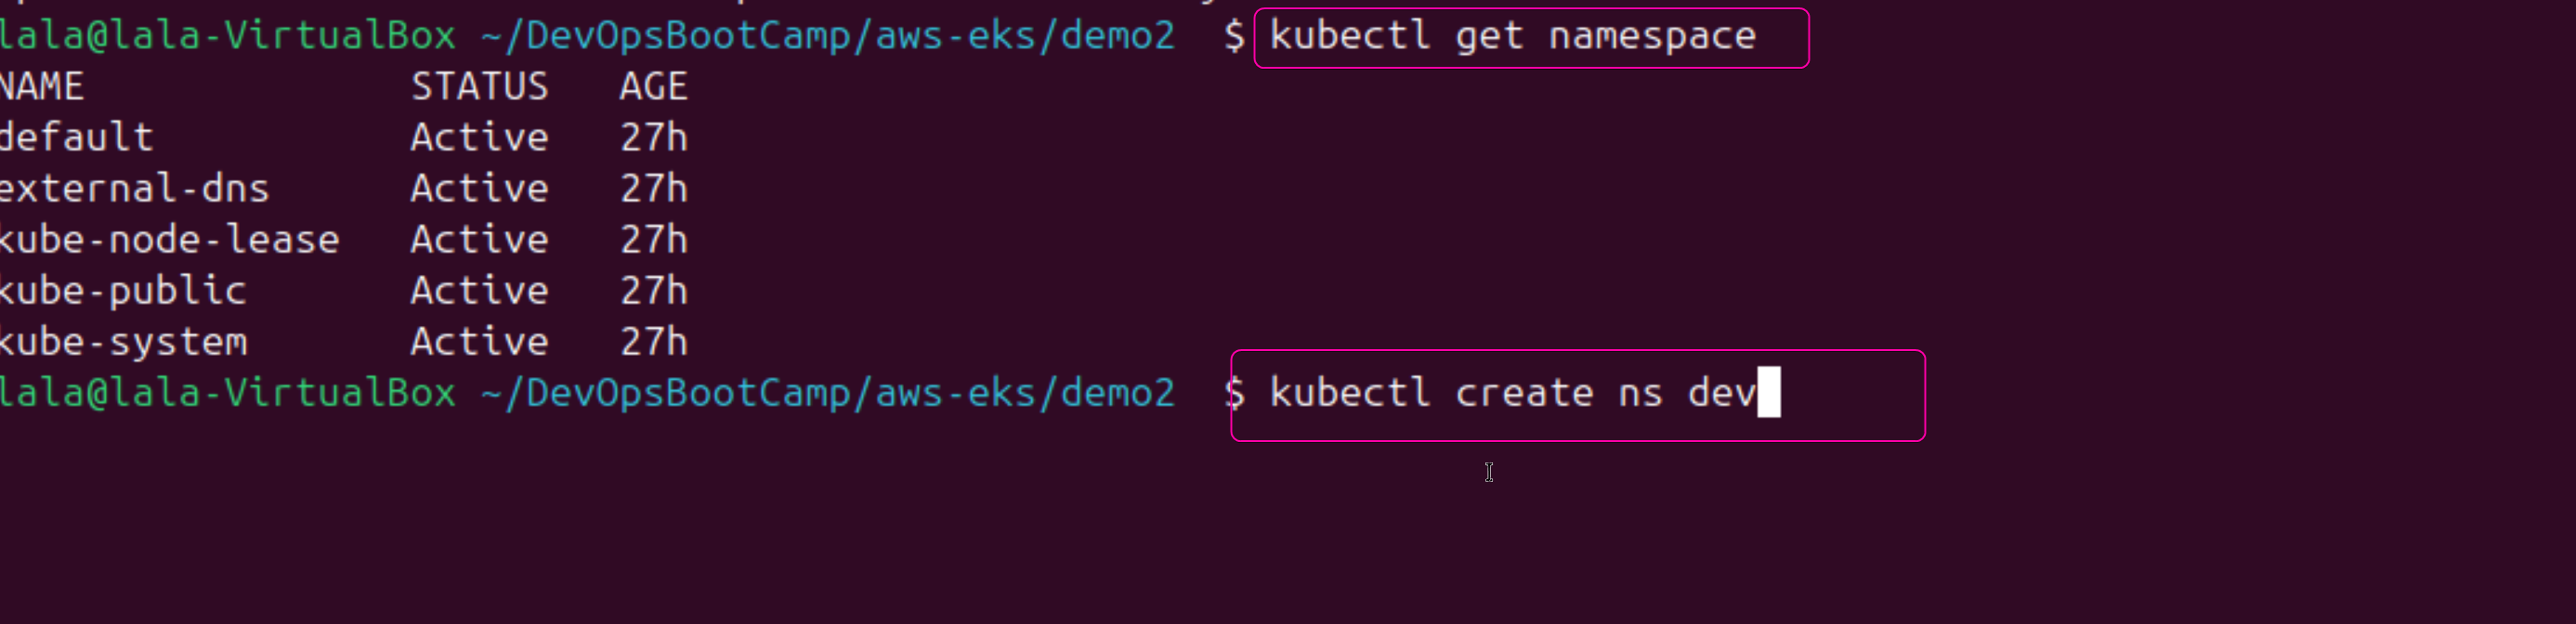 lala@lala-VirtualBox ~/DevOpsBootCamp/aws-eks/demo2 $ kubectl get namespace
NAME STATUS AGE
default Active 27h
external-dns Active 27h
kube-node-lease Active 27h
kube-public Active 27h
kube-system Active 27h
lala@lala-VirtualBox ~/DevOpsBootCamp/aws-eks/demo2 $ kubectl create ns dev